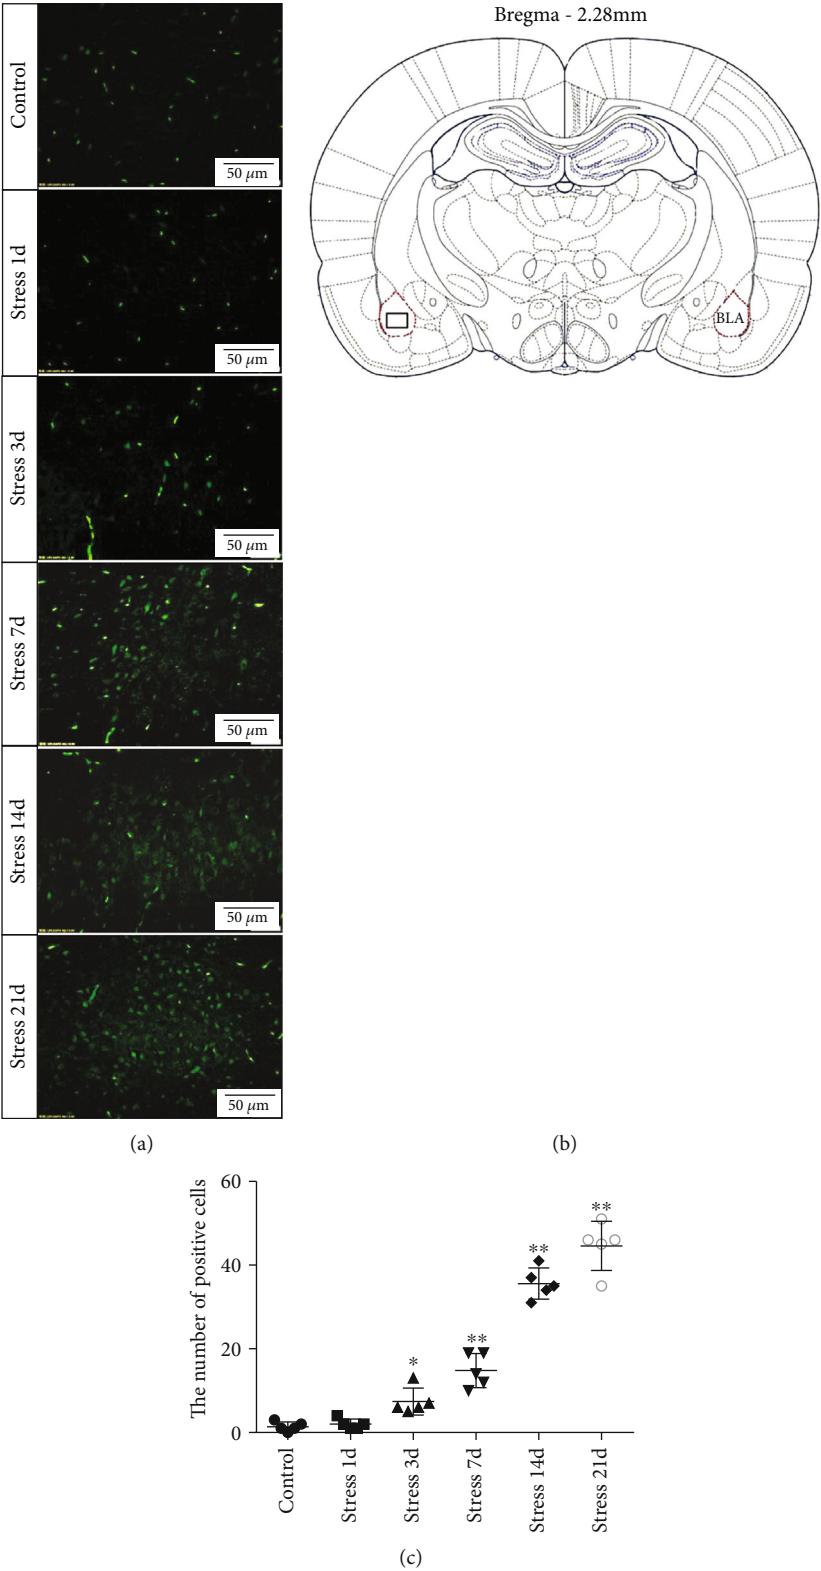 Control
50 μm
Stress 1d
50 μm
Stress 3d
50 μm
Stress 7d
50 μm
Stress 14d
50 μm
Stress 21d
50 μm
(a)
Bregma - 2.28mm
BLA
(b)
The number of positive cells
60
40
20
0
*
**
**
**
Control
Stress 1d
Stress 3d
Stress 7d
Stress 14d
Stress 21d
(c)